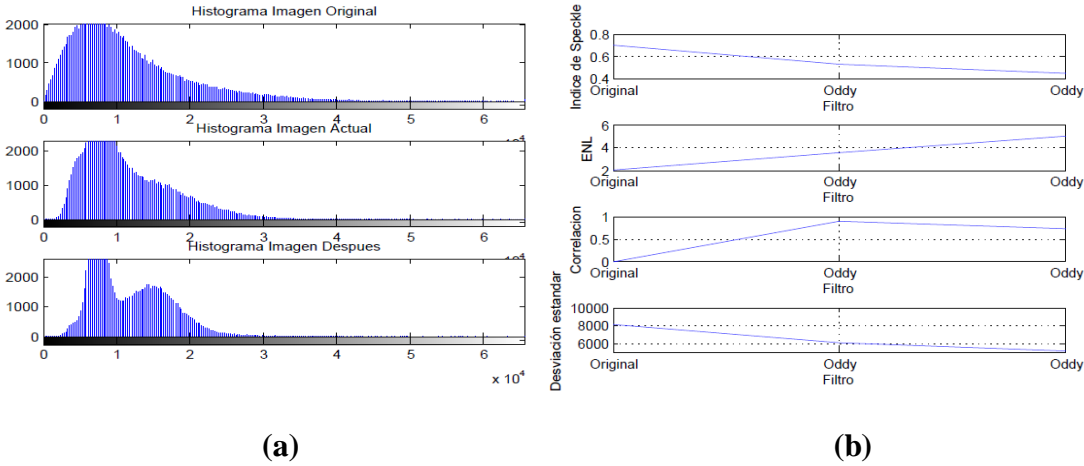 Histograma Imagen Original
2000
1000
0
0 1 2 3 4 5 6
Histograma Imagen Actual
2000
1000
0
0 1 2 3 4 5 6
Histograma Imagen Despues
2000
1000
0
0 1 2 3 4 5 6
x 10⁴
(a)
Indice de Speckle
0.8
0.6
0.4
Original Oddy Oddy
Filtro
ENL
6
4
2
Original Oddy Oddy
Filtro
Correlacion
1
0.5
0
Original Oddy Oddy
Filtro
Desviación estandar
10000
8000
6000
Original Oddy Oddy
Filtro
(b)